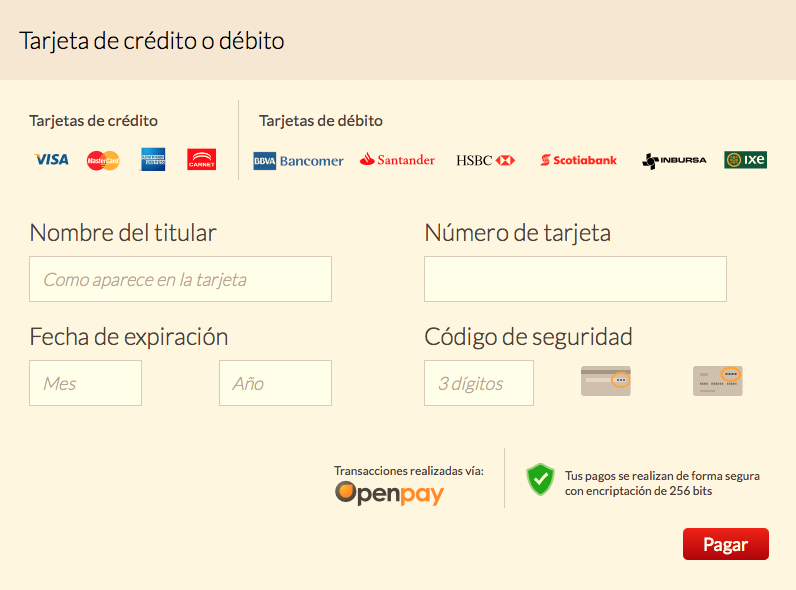 Tarjeta de crédito o débito
Tarjetas de crédito
Tarjetas de débito
VISA MasterCard AMERICAN EXPRESS CARNET BBVA Bancomer Santander HSBC Scotiabank INBURSA IXE
Nombre del titular
Número de tarjeta
Como aparece en la tarjeta
Fecha de expiración
Código de seguridad
Mes
Año
3 dígitos
Transacciones realizadas vía:
Openpay
Tus pagos se realizan de forma segura
con encriptación de 256 bits
Pagar